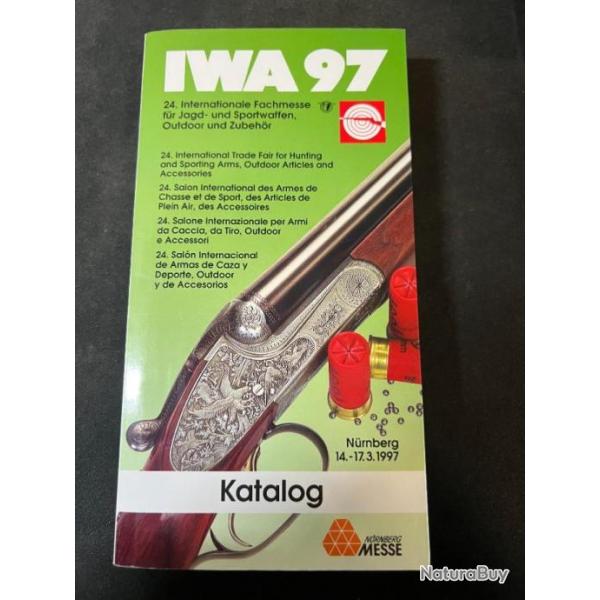 IWA 97
24. Internationale Fachmesse
für Jagd- und Sportwaffen,
Outdoor und Zubehör
24. International Trade Fair for Hunting
and Sporting Arms, Outdoor Articles and
Accessories
24. Salon International des Armes de
Chasse et de Sport, des Articles de
Plein Air, des Accessoires
24. Salone Internazionale per Armi
da Caccia, da Tiro, Outdoor
e Accessori
24. Salón Internacional
de Armas de Caza y
Deporte, Outdoor
y de Accesorios
Nürnberg
14.-17.3.1997
Katalog
NÜRNBERG
MESSE
NaturaBuy